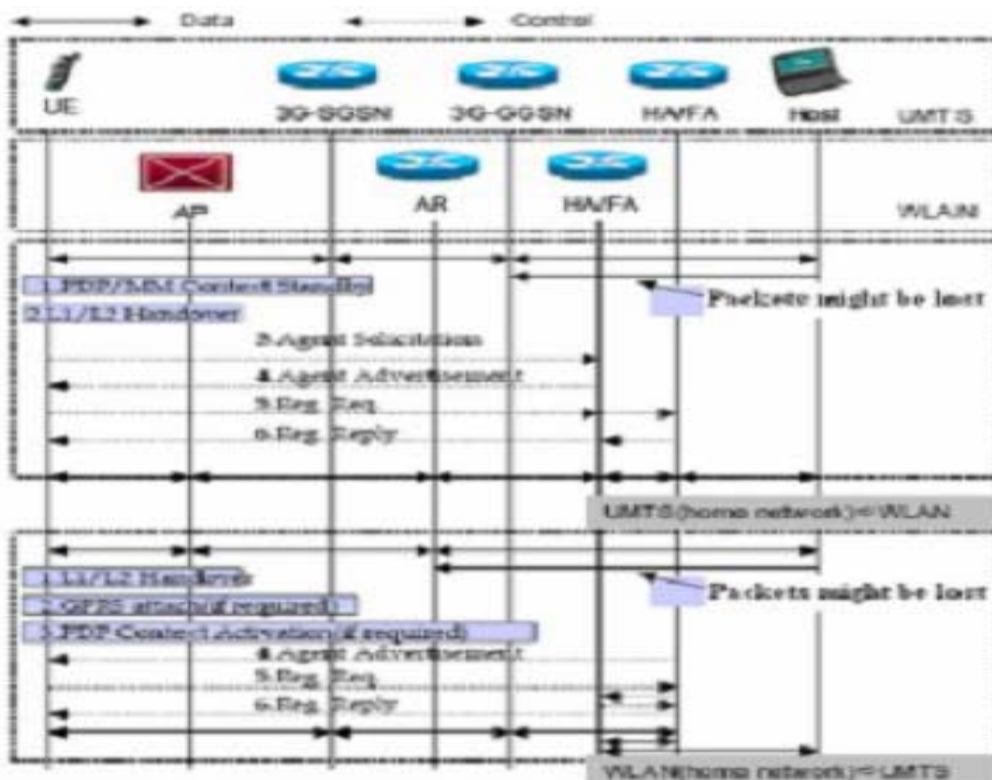 Data Control
UE 3G-SGSN 3G-GGSN HA/FA Host UMTS
AP AR HA/FA WLAN
1.PDP/MM Context Standby
Packets might be lost
2.L1/L2 Handover
3.Agent Solicitation
4.Agent Advertisement
5.Reg. Req.
6.Reg. Reply
UMTS(home network)=>WLAN
1.L1/L2 Handover
Packets might be lost
2.GPRS attach(if required)
3.PDP Context Activation(if required)
4.Agent Advertisement
5.Reg. Req.
6.Reg. Reply
WLAN(home network)=>UMTS